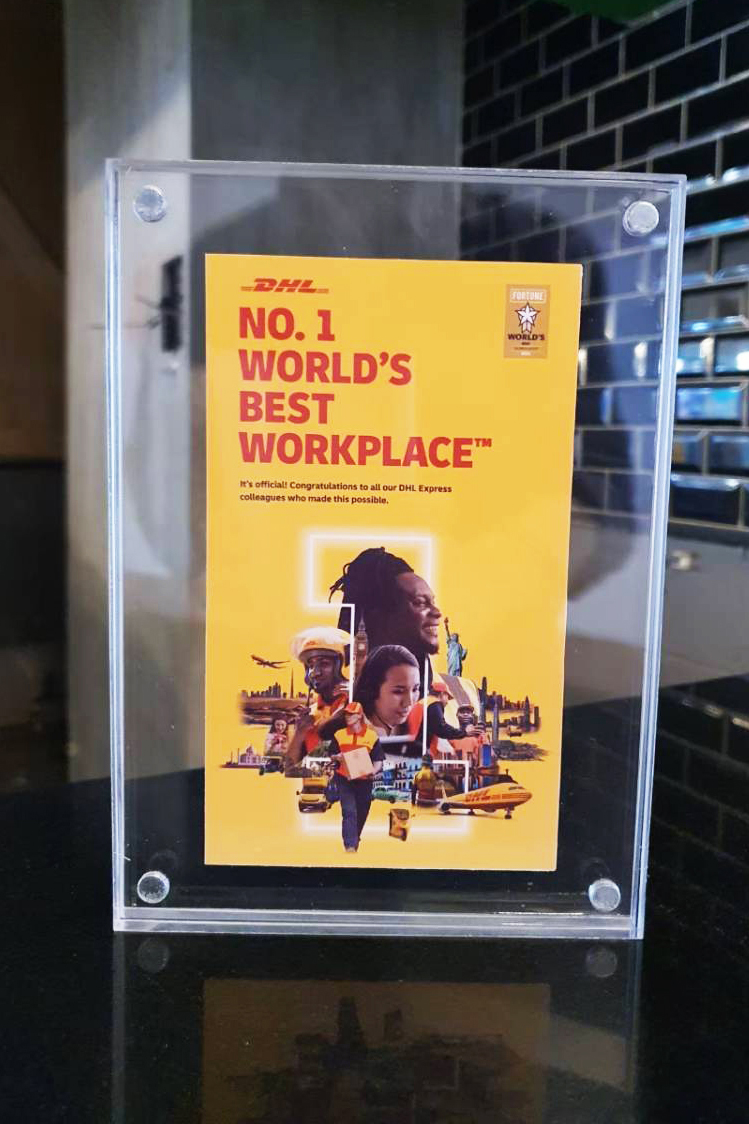 DHL
FORTUNE
WORLD'S
NO. 1
WORLD'S
BEST
WORKPLACE™
It's official! Congratulations to all our DHL Express
colleagues who made this possible.
DHL